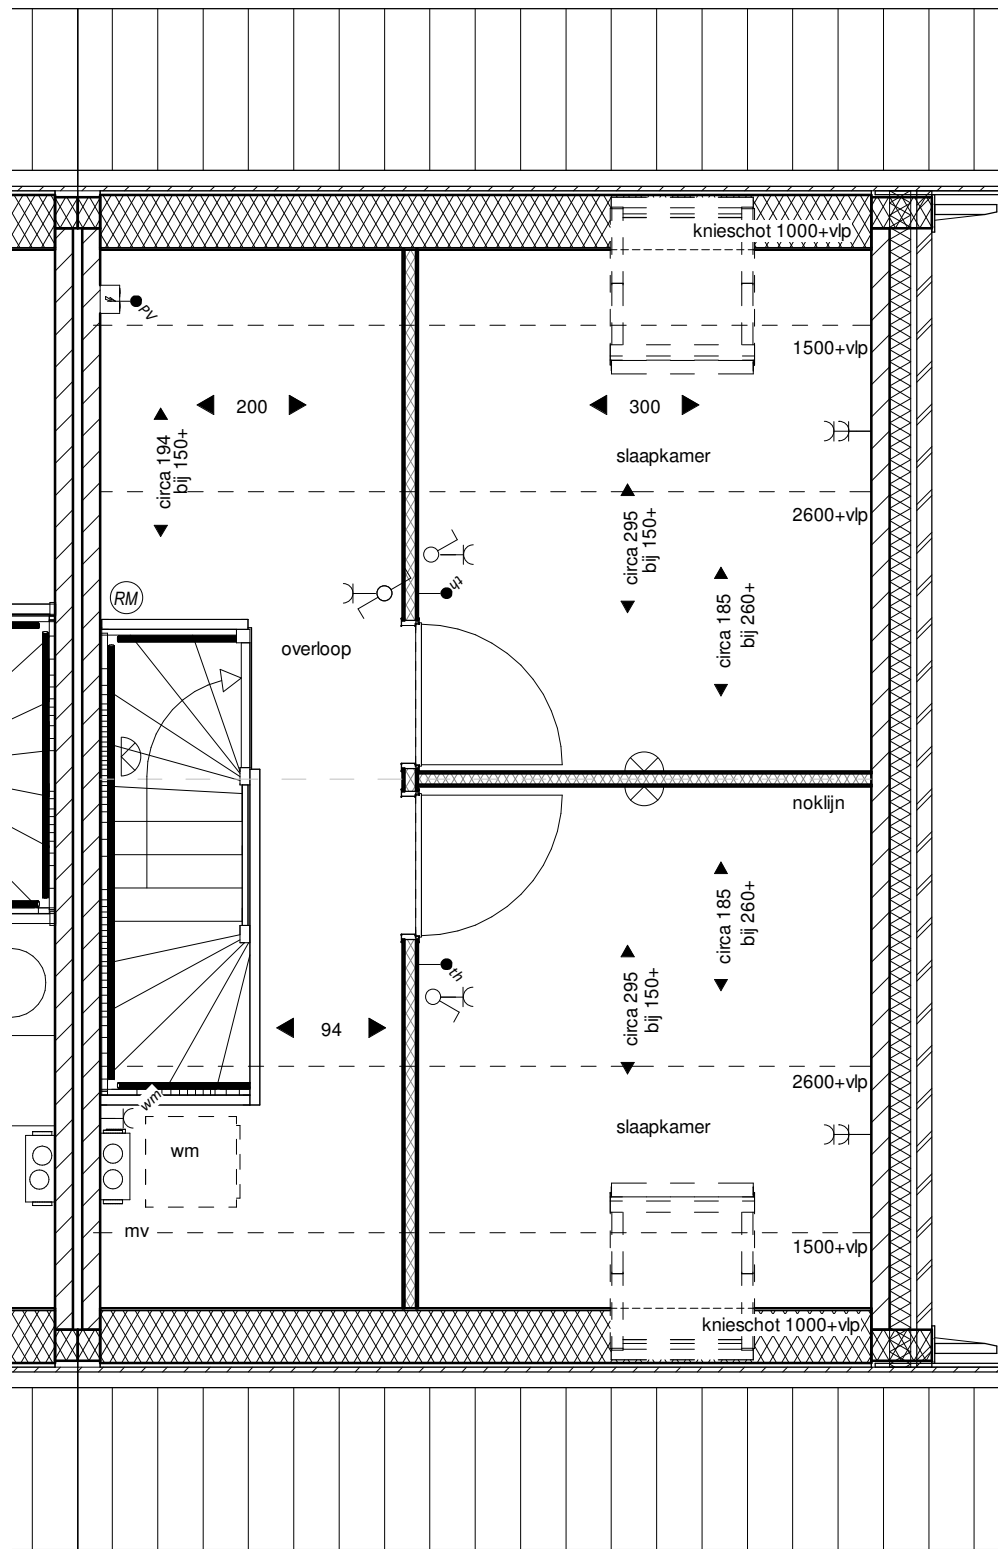 knieschot 1000+vlp
PV
1500+vlp
200
300
circa 194
bij 150+
slaapkamer
2600+vlp
circa 295
bij 150+
th
circa 185
bij 260+
RM
overloop
noklijn
circa 185
bij 260+
circa 295
bij 150+
th
94
2600+vlp
wm
slaapkamer
wm
mv
1500+vlp
knieschot 1000+vlp